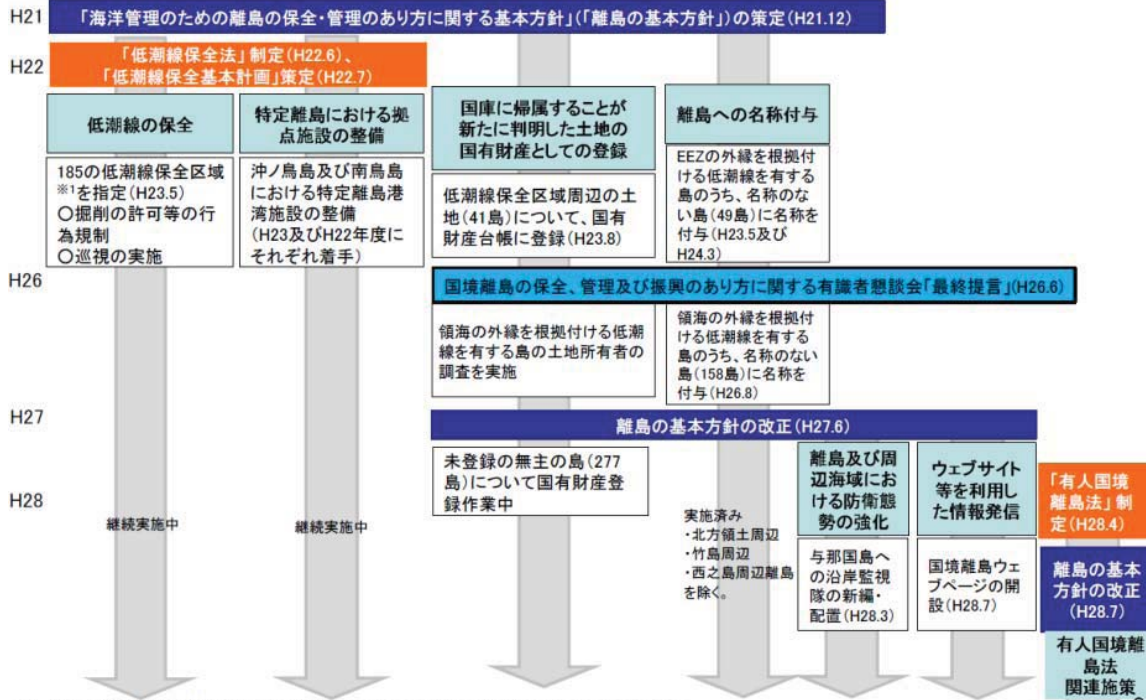 H21
「海洋管理のための離島の保全・管理のあり方に関する基本方針」(「離島の基本方針」)の策定(H21.12)
H22
「低潮線保全法」制定(H22.6)、
「低潮線保全基本計画」策定(H22.7)
低潮線の保全
185の低潮線保全区域
※1を指定(H23.5)
〇掘削の許可等の行
為規制
〇巡視の実施
特定離島における拠
点施設の整備
沖ノ鳥島及び南鳥島
における特定離島港
湾施設の整備
(H23及びH22年度に
それぞれ着手)
国庫に帰属することが
新たに判明した土地の
国有財産としての登録
低潮線保全区域周辺の土
地(41島)について、国有
財産台帳に登録(H23.8)
離島への名称付与
EEZの外縁を根拠付
ける低潮線を有する
島のうち、名称のな
い島(49島)に名称を
付与(H23.5及び
H24.3)
H26
国境離島の保全、管理及び振興のあり方に関する有識者懇談会「最終提言」(H26.6)
領海の外縁を根拠付ける低潮
線を有する島の土地所有者の
調査を実施
領海の外縁を根拠付
ける低潮線を有する
島のうち、名称のない
島(158島)に名称を
付与(H26.8)
H27
離島の基本方針の改正(H27.6)
H28
未登録の無主の島(277
島)について国有財産登
録作業中
継続実施中
継続実施中
実施済み
・北方領土周辺
・竹島周辺
・西之島周辺離島
を除く。
離島及び周
辺海域にお
ける防衛態
勢の強化
与那国島へ
の沿岸監視
隊の新編・
配置(H28.3)
ウェブサイト
等を利用し
た情報発信
国境離島ウェ
ブページの開
設(H28.7)
「有人国境
離島法」制
定(H28.4)
離島の基本
方針の改正
(H28.7)
有人国境離
島法
関連施策